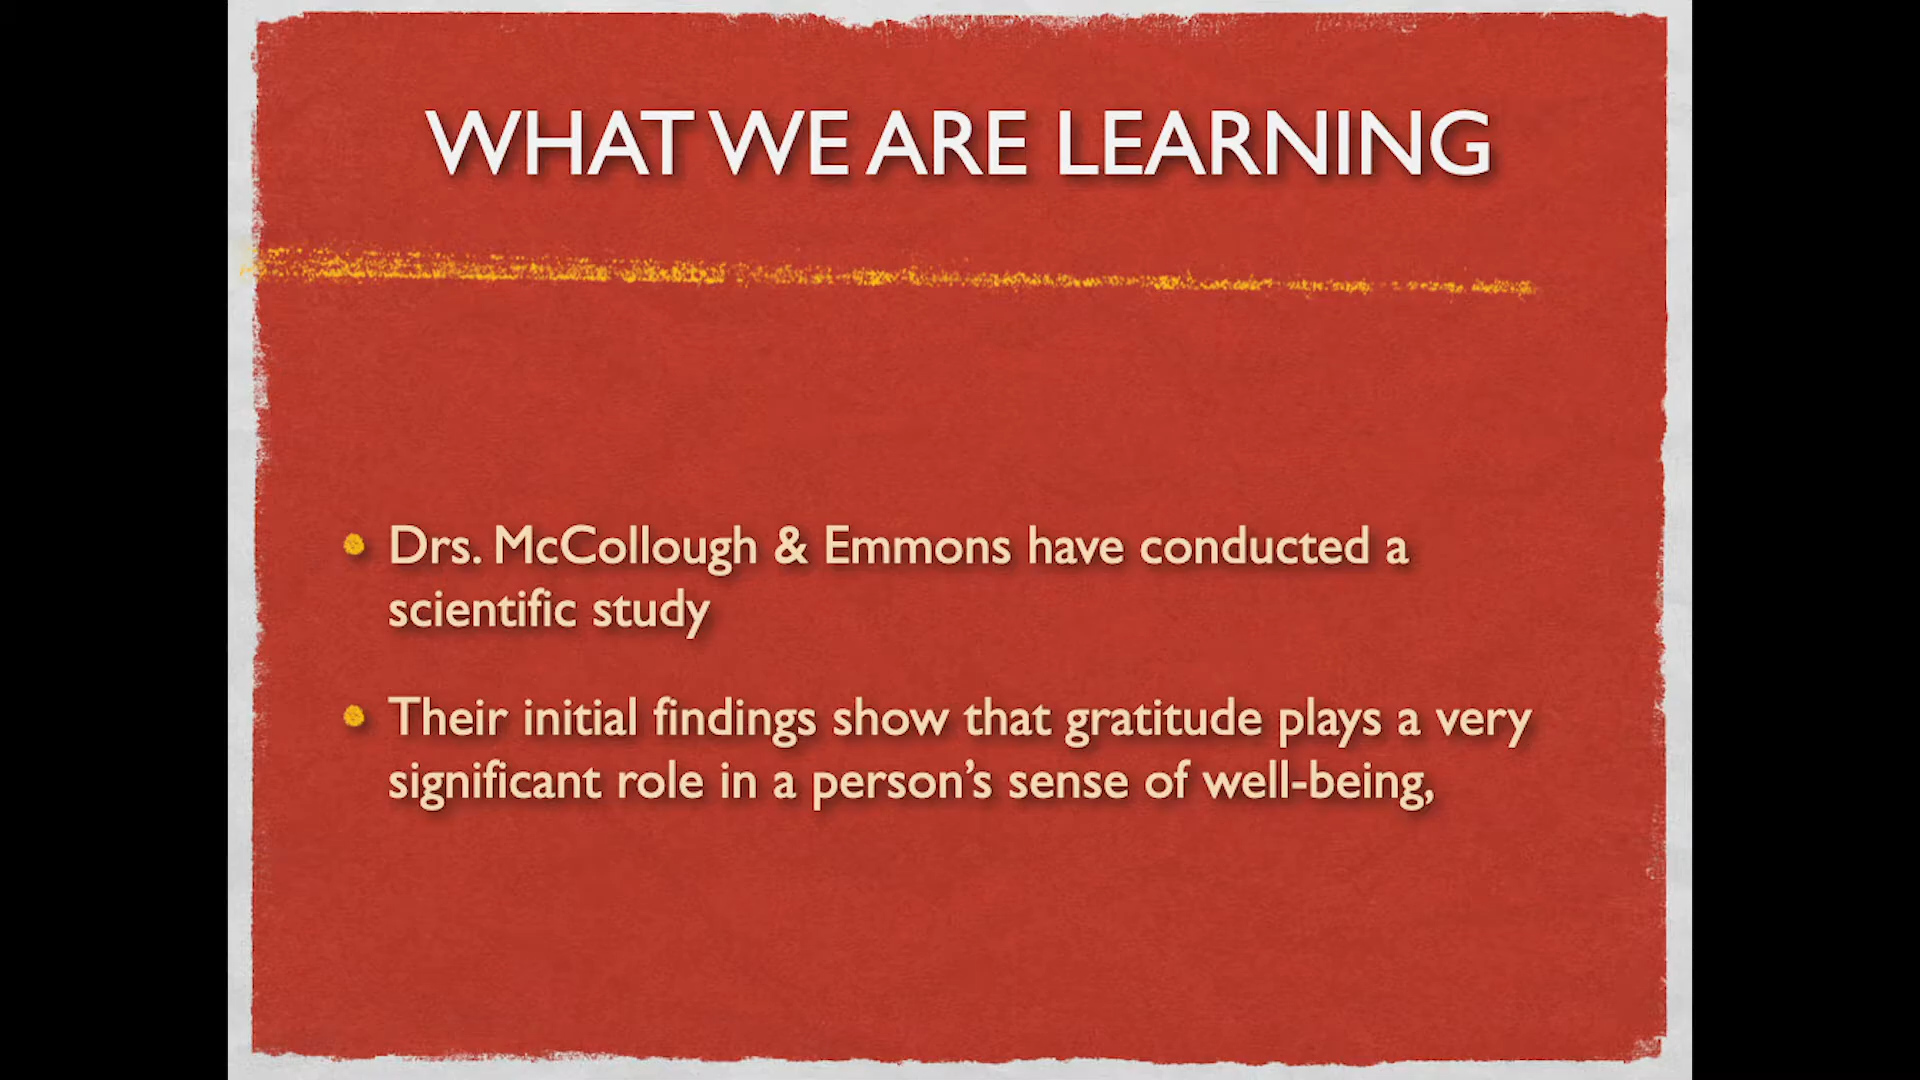 WHAT WE ARE LEARNING
• Drs. McCollough & Emmons have conducted a
scientific study
• Their initial findings show that gratitude plays a very
significant role in a person’s sense of well-being,